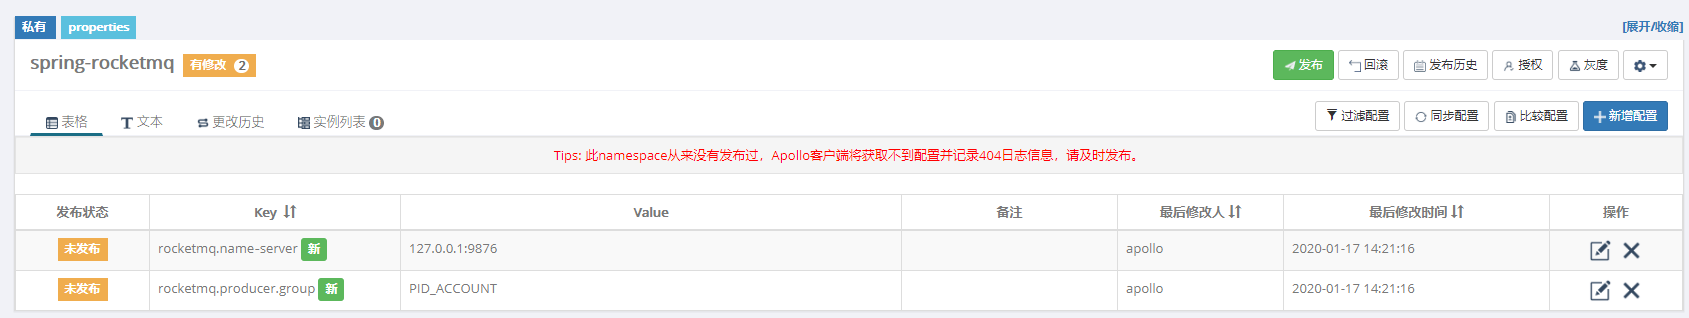 私有 properties [展开/收缩]
spring-rocketmq 有修改 2 发布 回滚 发布历史 授权 灰度
表格 文本 更改历史 实例列表 0 过滤配置 同步配置 比较配置 新增配置
Tips: 此namespace从来没有发布过，Apollo客户端将获取不到配置并记录404日志信息，请及时发布。
发布状态 Key Value 备注 最后修改人 最后修改时间 操作
未发布 rocketmq.name-server 新 127.0.0.1:9876 apollo 2020-01-17 14:21:16
未发布 rocketmq.producer.group 新 PID_ACCOUNT apollo 2020-01-17 14:21:16